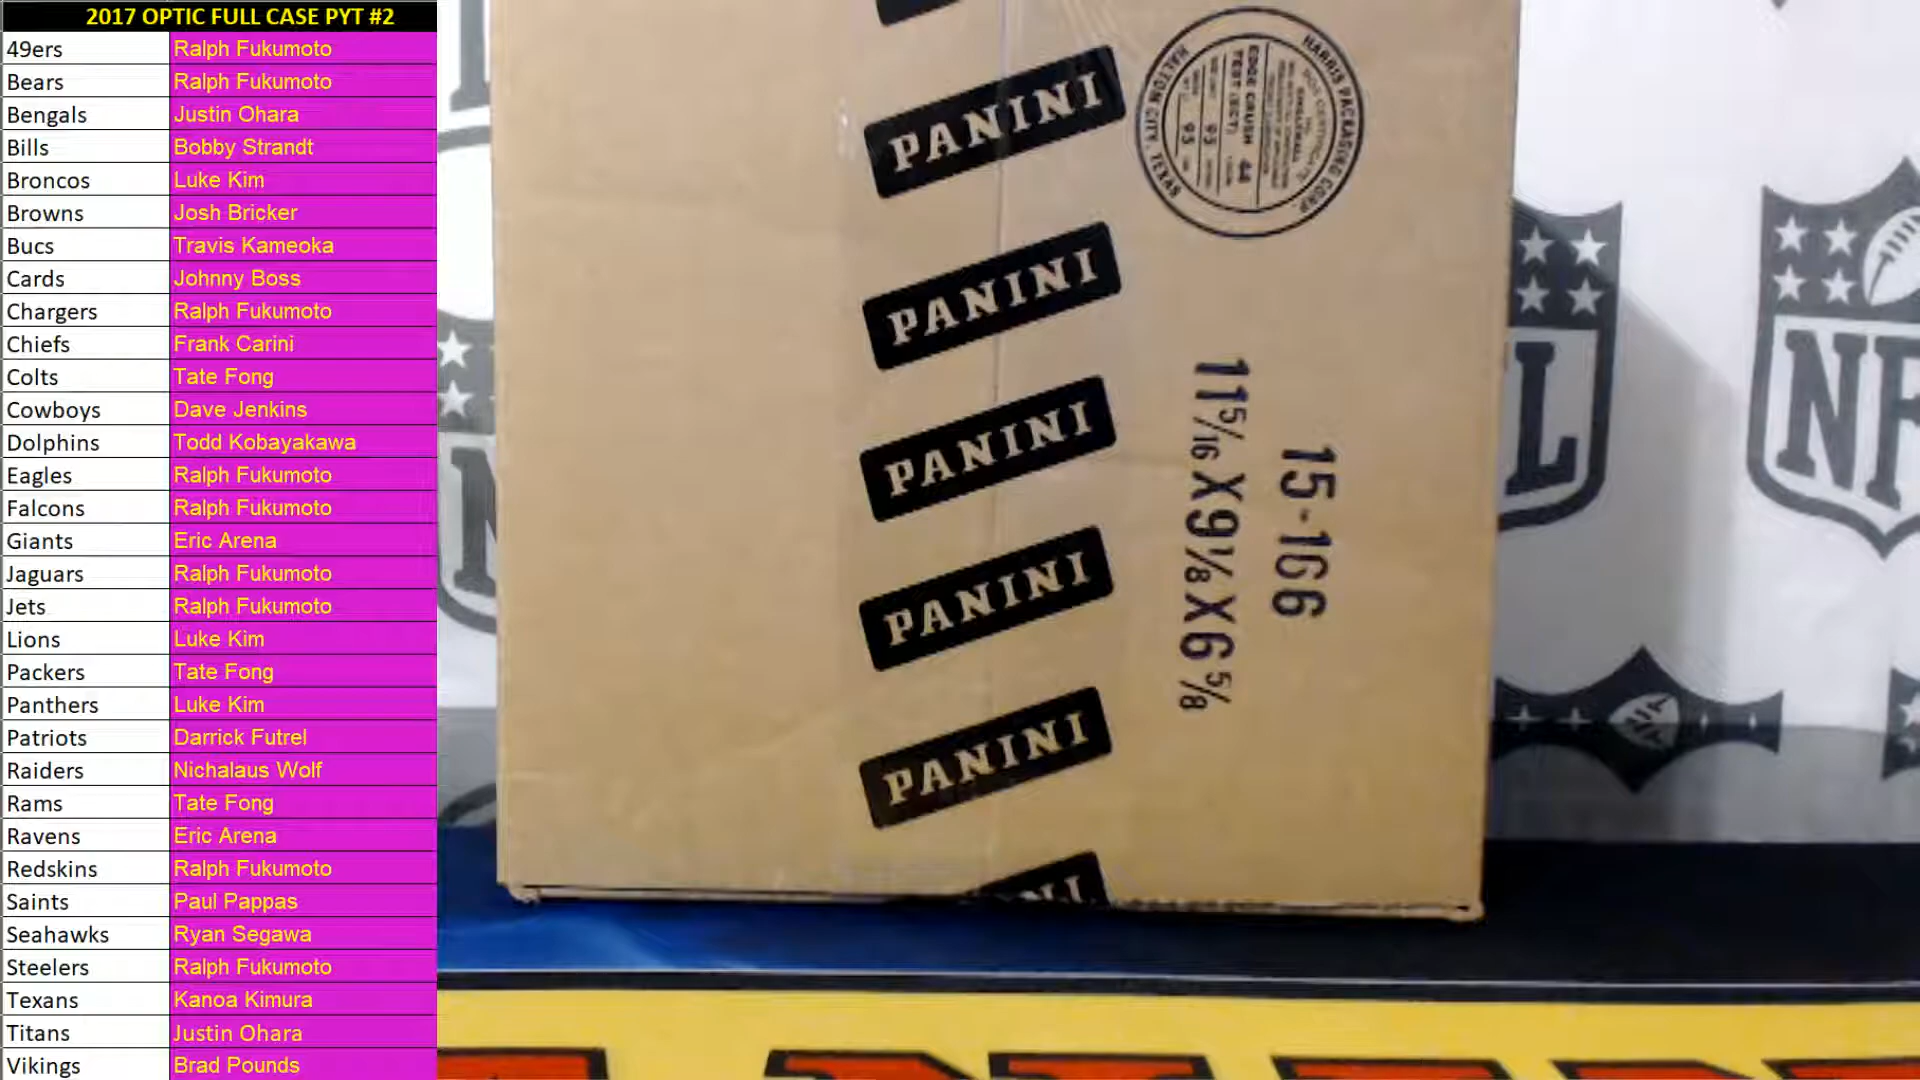 2017 OPTIC FULL CASE PYT #2
49ers Ralph Fukumoto
Bears Ralph Fukumoto
Bengals Justin Ohara
Bills Bobby Strandt
Broncos Luke Kim
Browns Josh Bricker
Bucs Travis Kameoka
Cards Johnny Boss
Chargers Ralph Fukumoto
Chiefs Frank Carini
Colts Tate Fong
Cowboys Dave Jenkins
Dolphins Todd Kobayakawa
Eagles Ralph Fukumoto
Falcons Ralph Fukumoto
Giants Eric Arena
Jaguars Ralph Fukumoto
Jets Ralph Fukumoto
Lions Luke Kim
Packers Tate Fong
Panthers Luke Kim
Patriots Darrick Futrel
Raiders Nichalaus Wolf
Rams Tate Fong
Ravens Eric Arena
Redskins Ralph Fukumoto
Saints Paul Pappas
Seahawks Ryan Segawa
Steelers Ralph Fukumoto
Texans Kanoa Kimura
Titans Justin Ohara
Vikings Brad Pounds
PANINI
PANINI
PANINI
PANINI
PANINI
HARRIS PACKAGING CORP.
HALTON CITY, TEXAS
EDGE CRUSH
TEST (ECT) 44
95
95
15-166
11 5/16 X 9 1/8 X 6 5/8
L
NF